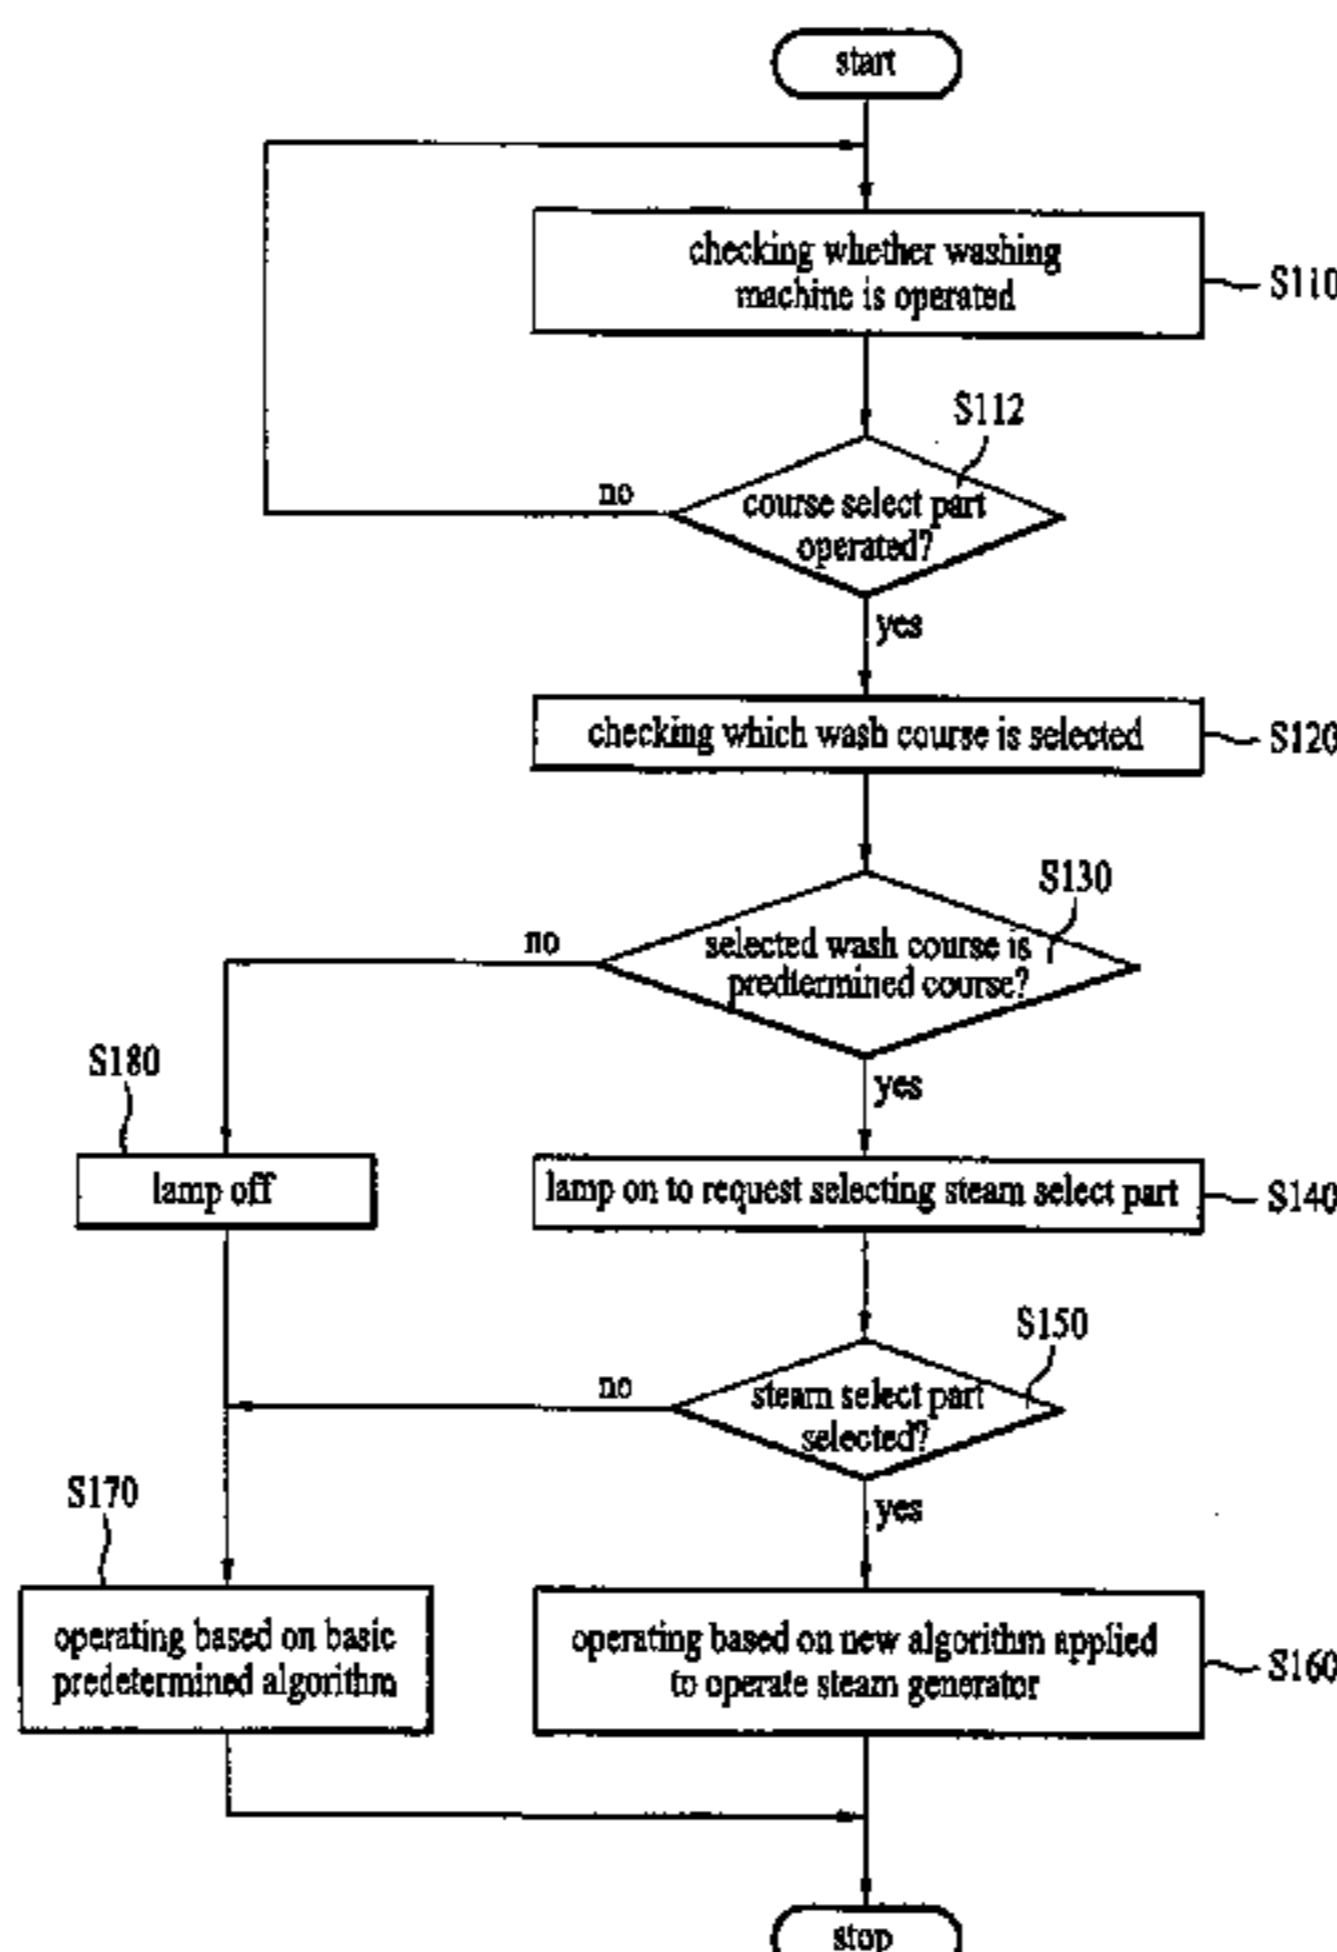 start
checking whether washing
machine is operated
S110
S112
no
course select part
operated?
yes
checking which wash course is selected
S120
S130
no
selected wash course is
predtermined course?
S180
yes
lamp off
lamp on to request selecting steam select part
S140
S150
no
steam select part
selected?
S170
yes
operating based on basic
predetermined algorithm
operating based on new algorithm applied
to operate steam generator
S160
stop